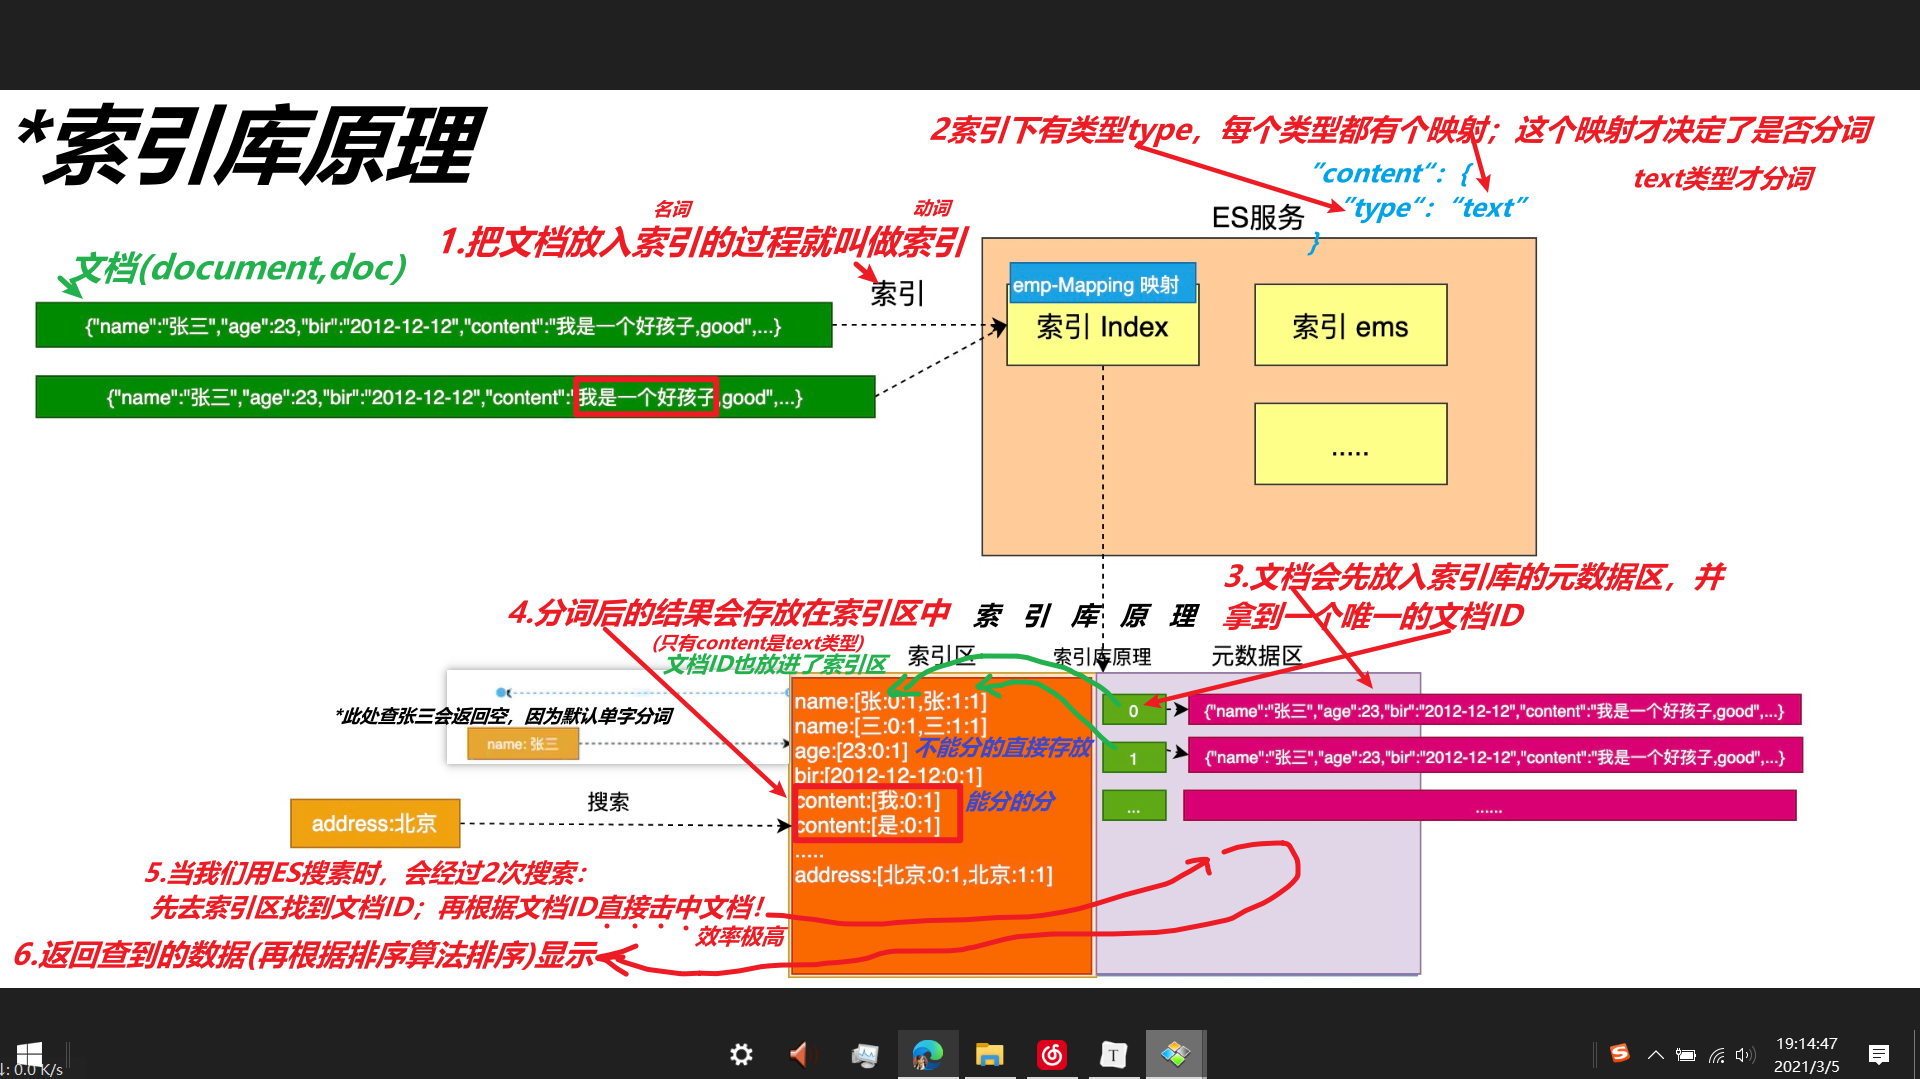 *索引库原理
2索引下有类型type，每个类型都有个映射；这个映射才决定了是否分词
text类型才分词
"content“：{
"type“：“text”
}
名词
动词
1.把文档放入索引的过程就叫做索引
ES服务
文档(document,doc)
索引
{"name":"张三","age":23,"bir":"2012-12-12","content":"我是一个好孩子,good",...}
{"name":"张三","age":23,"bir":"2012-12-12","content":"我是一个好孩子,good",...}
emp-Mapping 映射
索引 Index
索引 ems
.....
3.文档会先放入索引库的元数据区，并
拿到一个唯一的文档ID
4.分词后的结果会存放在索引区中
(只有content是text类型)
文档ID也放进了索引区
索 引 库 原 理
索引区
索引库原理
元数据区
*此处查张三会返回空，因为默认单字分词
name: 张三
name:[张:0:1,张:1:1]
name:[三:0:1,三:1:1]
age:[23:0:1]
不能分的直接存放
bir:[2012-12-12:0:1]
content:[我:0:1]
能分的分
content:[是:0:1]
.....
address:[北京:0:1,北京:1:1]
0
{"name":"张三","age":23,"bir":"2012-12-12","content":"我是一个好孩子,good",...}
1
{"name":"张三","age":23,"bir":"2012-12-12","content":"我是一个好孩子,good",...}
...
......
搜索
address:北京
5.当我们用ES搜素时，会经过2次搜索：
先去索引区找到文档ID；再根据文档ID直接击中文档！
效率极高
6.返回查到的数据(再根据排序算法排序)显示
↓: 0.0 K/s
T
S
19:14:47
2021/3/5